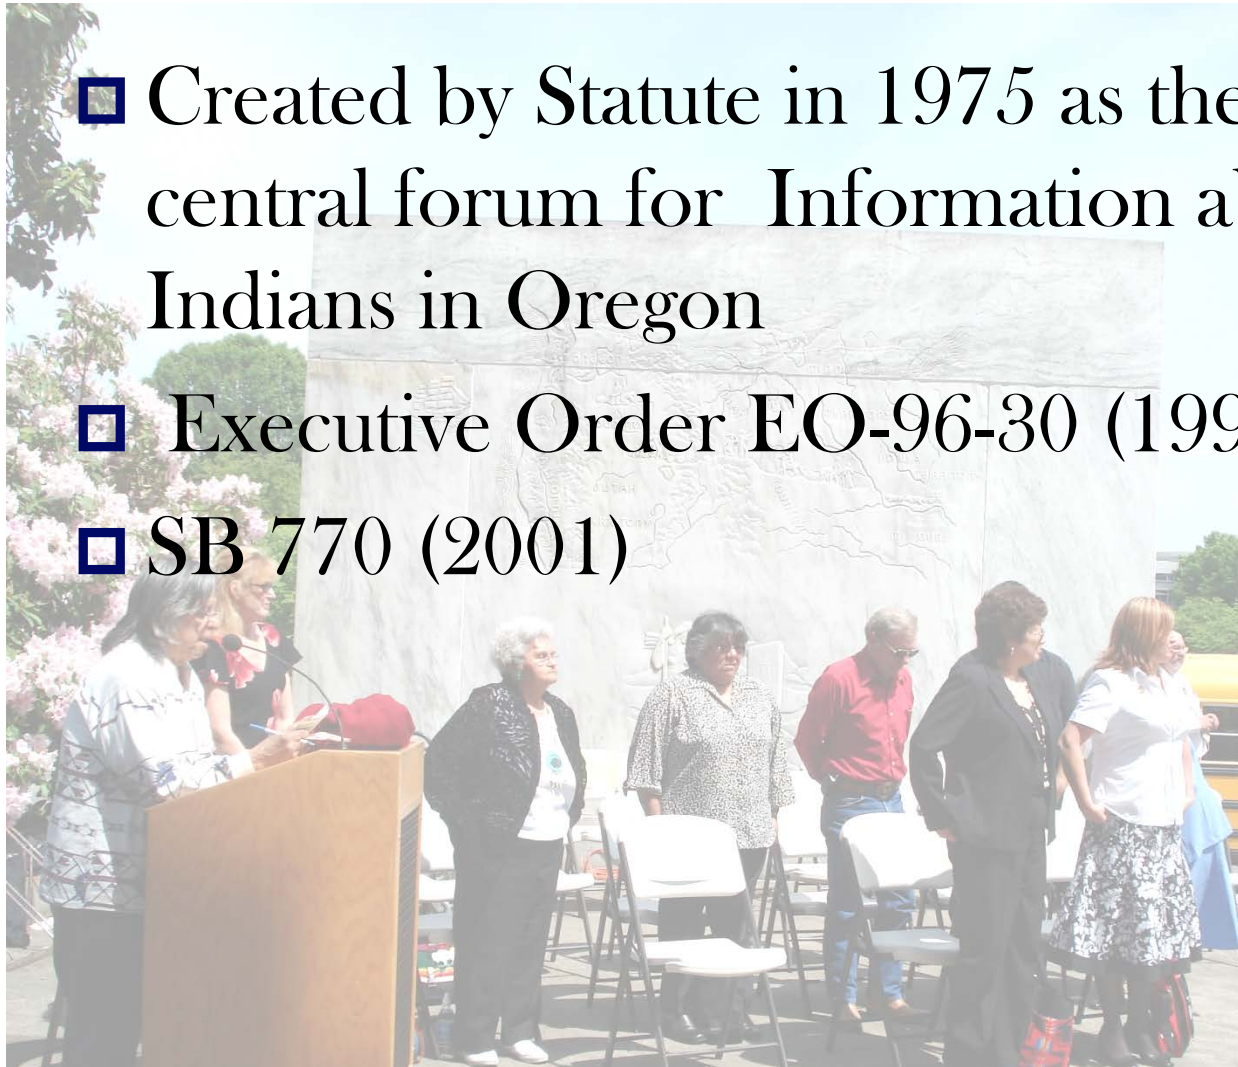 Created by Statute in 1975 as the
central forum for Information a
Indians in Oregon
Executive Order EO-96-30 (199
SB 770 (2001)